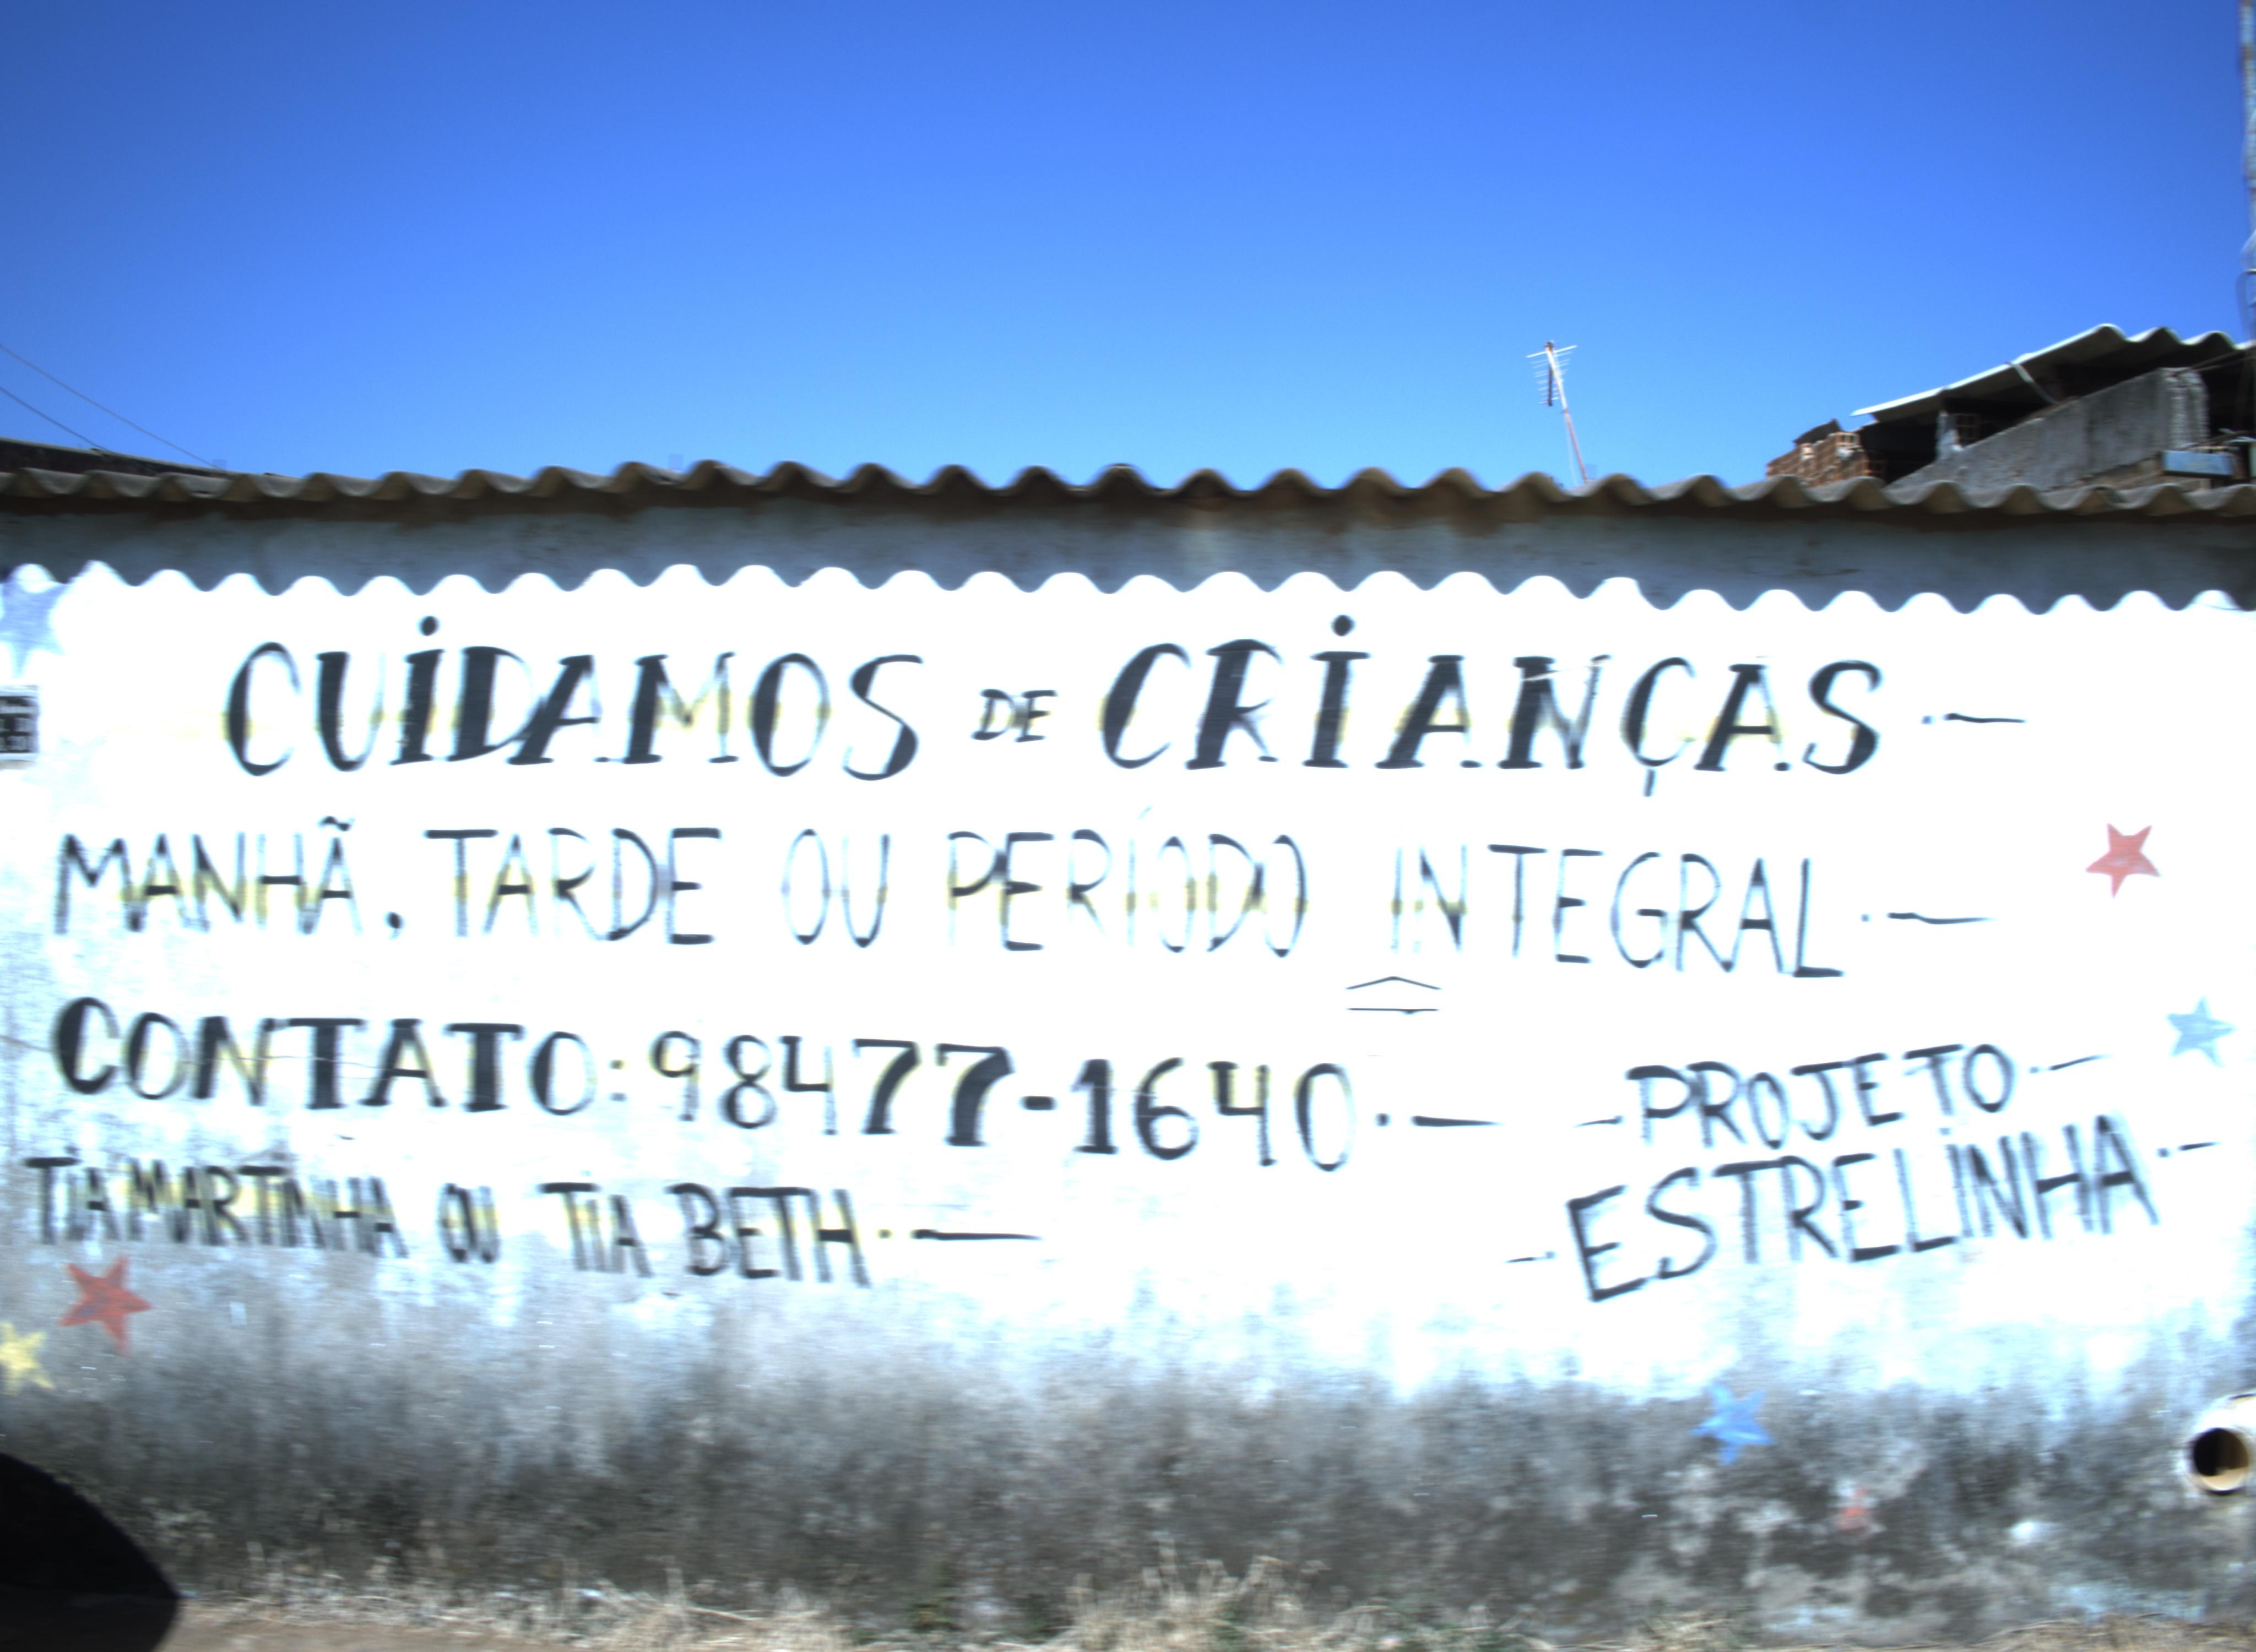 CUIDAMOS DE CRIANÇAS
MANHÃ, TARDE OU PERÍODO INTEGRAL
CONTATO: 98477-1640
TIA MARTINHA OU TIA BETH
PROJETO
ESTRELINHA